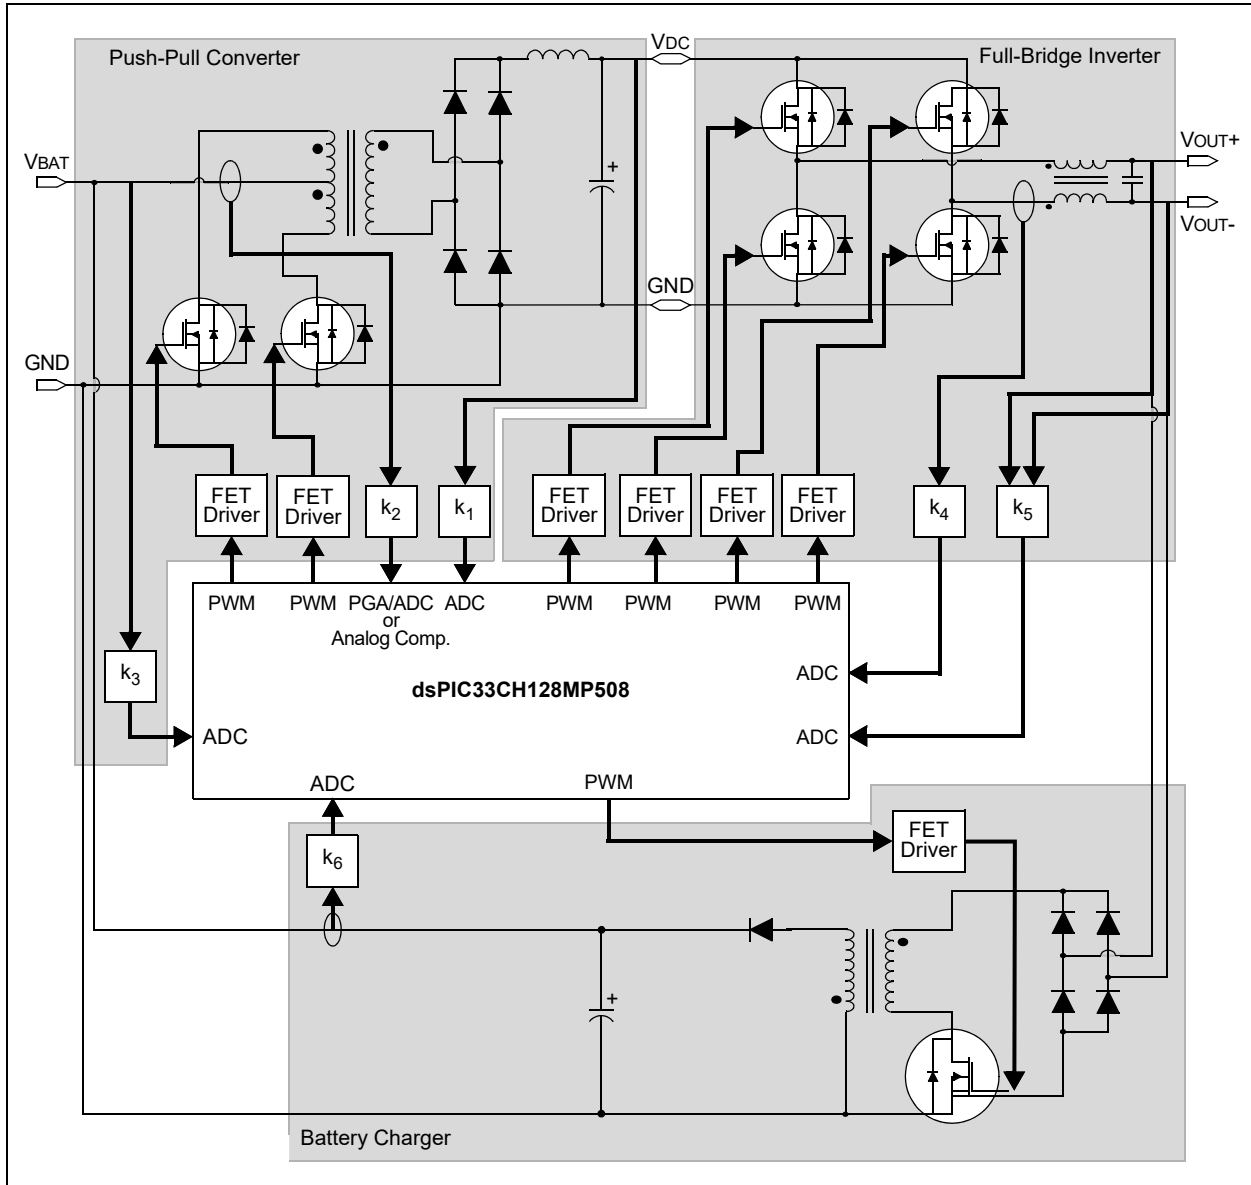 Push-Pull Converter
VDC
Full-Bridge Inverter
VBAT
VOUT+
VOUT-
GND
GND
FET
Driver
FET
Driver
k2
k1
FET
Driver
FET
Driver
FET
Driver
FET
Driver
k4
k5
PWM
PWM
PGA/ADC
or
Analog Comp.
ADC
PWM
PWM
PWM
PWM
k3
ADC
dsPIC33CH128MP508
ADC
ADC
ADC
PWM
k6
FET
Driver
+
+
Battery Charger